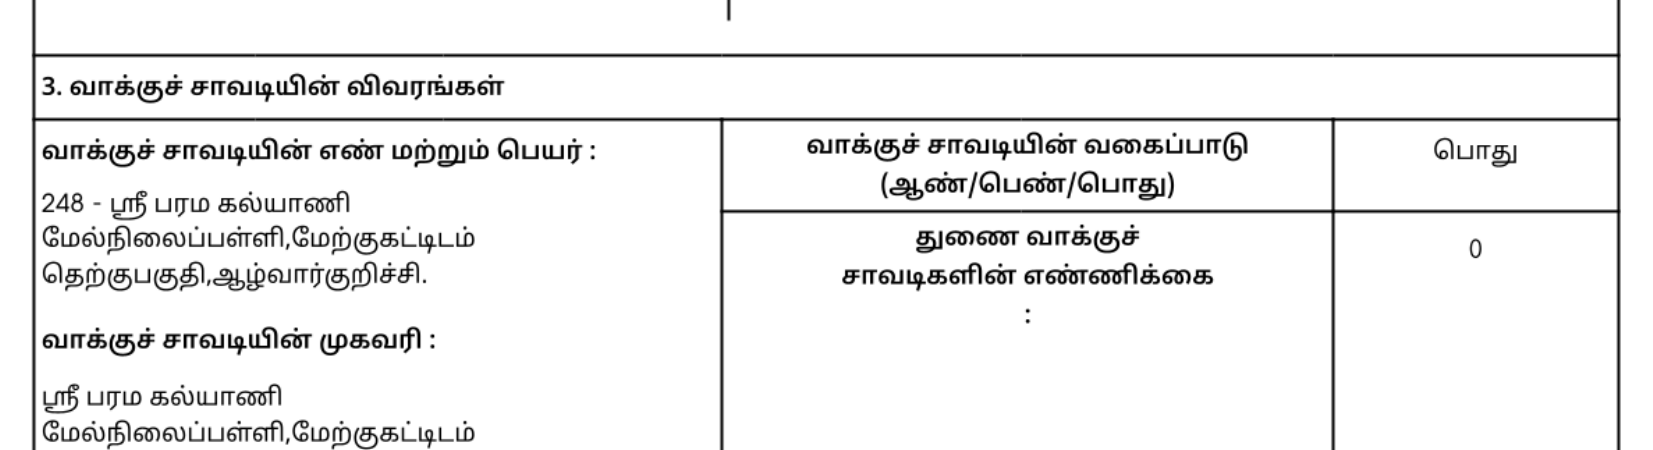 3. வாக்குச் சாவடியின் விவரங்கள்
வாக்குச் சாவடியின் எண் மற்றும் பெயர் :
248 - ஸ்ரீ பரம கல்யாணி
மேல்நிலைப்பள்ளி,மேற்குகட்டிடம்
தெற்குபகுதி,ஆழ்வார்குறிச்சி.
வாக்குச் சாவடியின் முகவரி :
ஸ்ரீ பரம கல்யாணி
மேல்நிலைப்பள்ளி,மேற்குகட்டிடம்
வாக்குச் சாவடியின் வகைப்பாடு
(ஆண்/பெண்/பொது)
பொது
துணை வாக்குச்
சாவடிகளின் எண்ணிக்கை
:
0